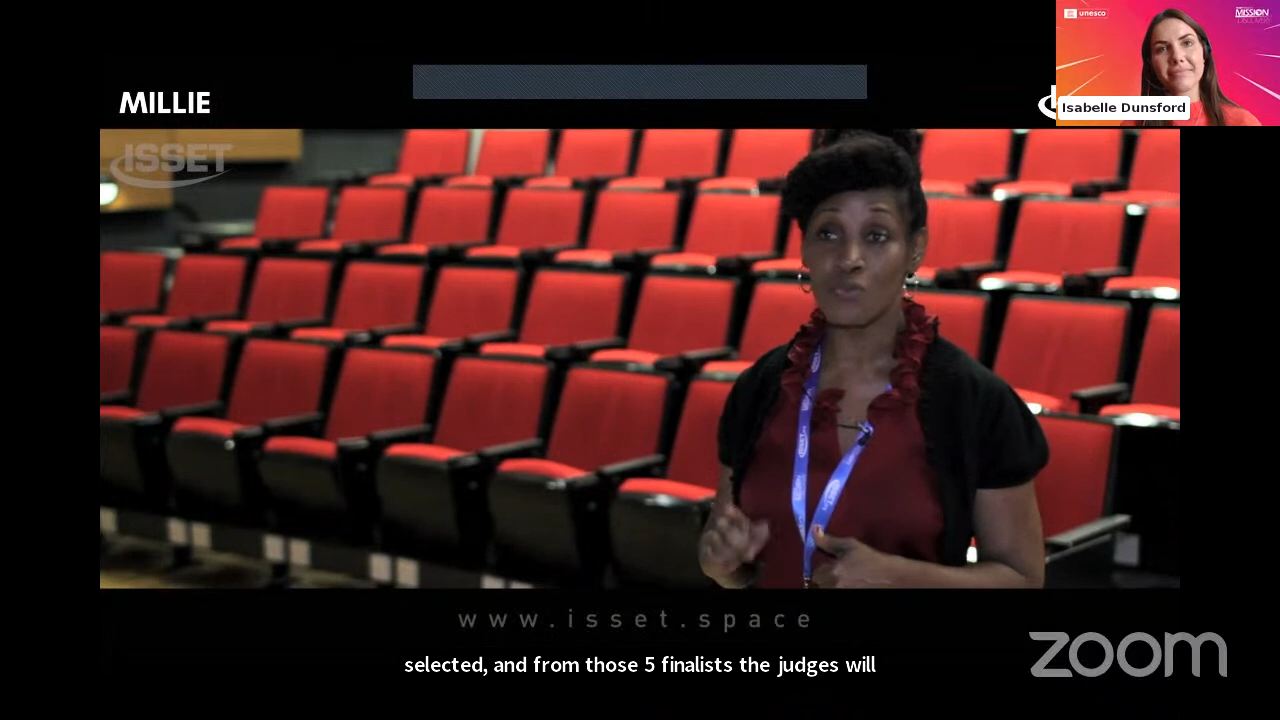 unesco
MISSION
MILLIE
Isabelle Dunsford
ISSET
www.isset.space
selected, and from those 5 finalists the judges will
zoom